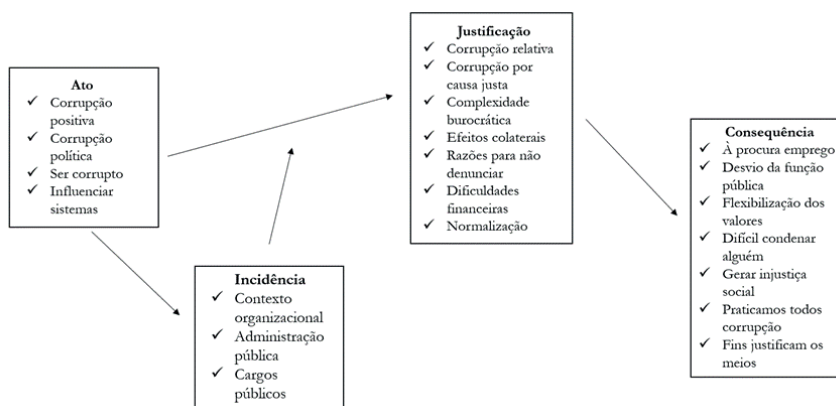 Ato
Corrupção
positiva
Corrupção
política
Ser corrupto
Influenciar
sistemas
Incidência
Contexto
organizacional
Administração
pública
Cargos
públicos
Justificação
Corrupção relativa
Corrupção por
causa justa
Complexidade
burocrática
Efeitos colaterais
Razões para não
denunciar
Dificuldades
financeiras
Normalização
Consequência
À procura emprego
Desvio da função
pública
Flexibilização dos
valores
Difícil condenar
alguém
Gerar injustiça
social
Praticamos todos
corrupção
Fins justificam os
meios